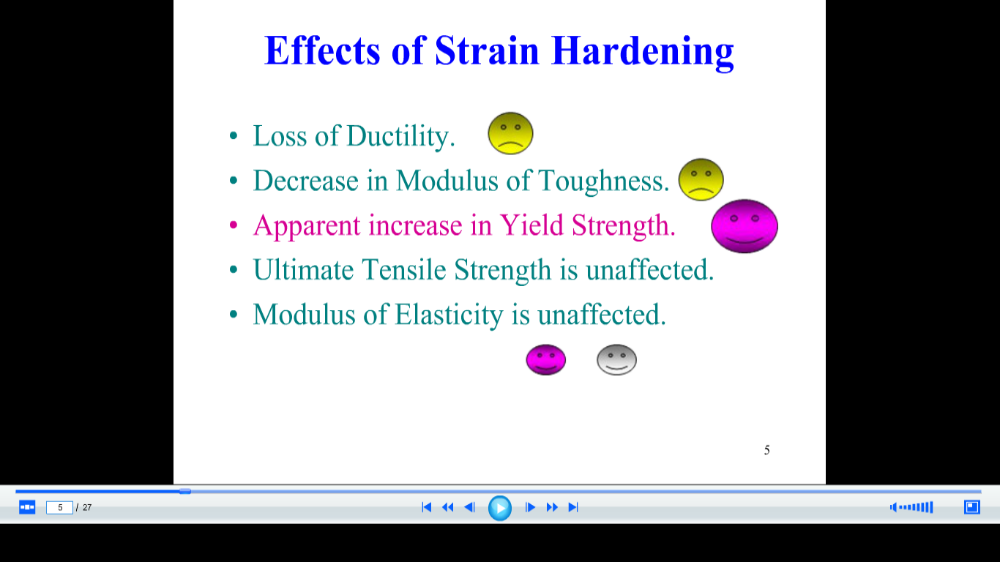 Effects of Strain Hardening
• Loss of Ductility.
• Decrease in Modulus of Toughness.
• Apparent increase in Yield Strength.
• Ultimate Tensile Strength is unaffected.
• Modulus of Elasticity is unaffected.
5
5 / 27